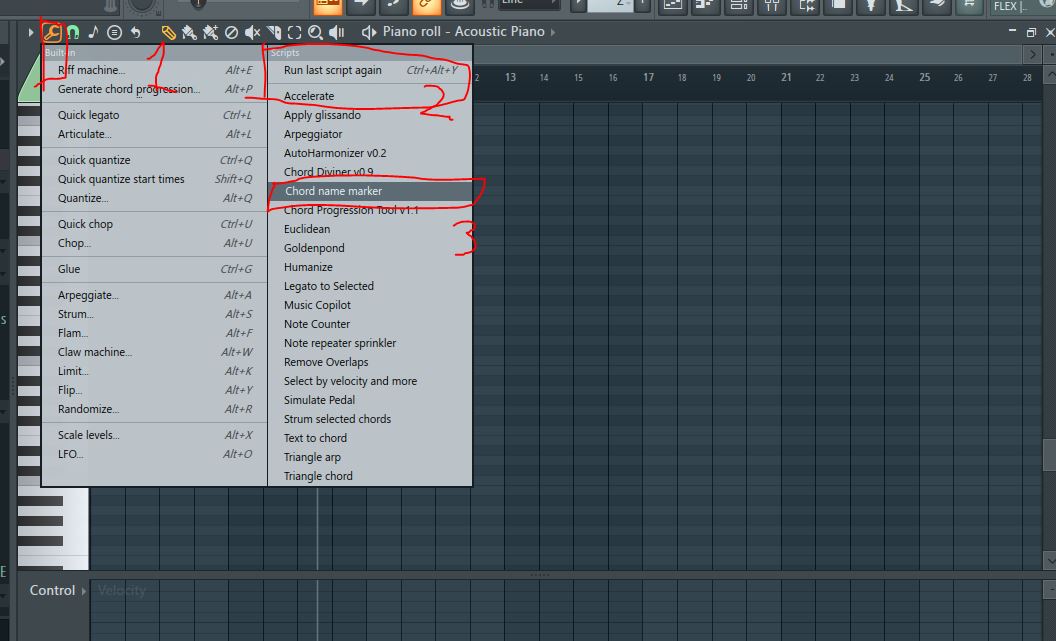 Line
2
FLEX |..
Piano roll - Acoustic Piano
Built-in
Riff machine... Alt+E
Generate chord progression... Alt+P
Quick legato Ctrl+L
Articulate... Alt+L
Quick quantize Ctrl+Q
Quick quantize start times Shift+Q
Quantize... Alt+Q
Quick chop Ctrl+U
Chop... Alt+U
Glue Ctrl+G
Arpeggiate... Alt+A
Strum... Alt+S
Flam... Alt+F
Claw machine... Alt+W
Limit... Alt+K
Flip... Alt+Y
Randomize... Alt+R
Scale levels... Alt+X
LFO... Alt+O
1
Scripts
Run last script again Ctrl+Alt+Y
Accelerate
Apply glissando
Arpeggiator
AutoHarmonizer v0.2
Chord Diviner v0.9
Chord name marker
Chord Progression Tool v1.1
Euclidean
Goldenpond
Humanize
Legato to Selected
Music Copilot
Note Counter
Note repeater sprinkler
Remove Overlaps
Select by velocity and more
Simulate Pedal
Strum selected chords
Text to chord
Triangle arp
Triangle chord
2
3
2 13 14 15 16 17 18 19 20 21 22 23 24 25 26 27 28
s
E
Control Velocity